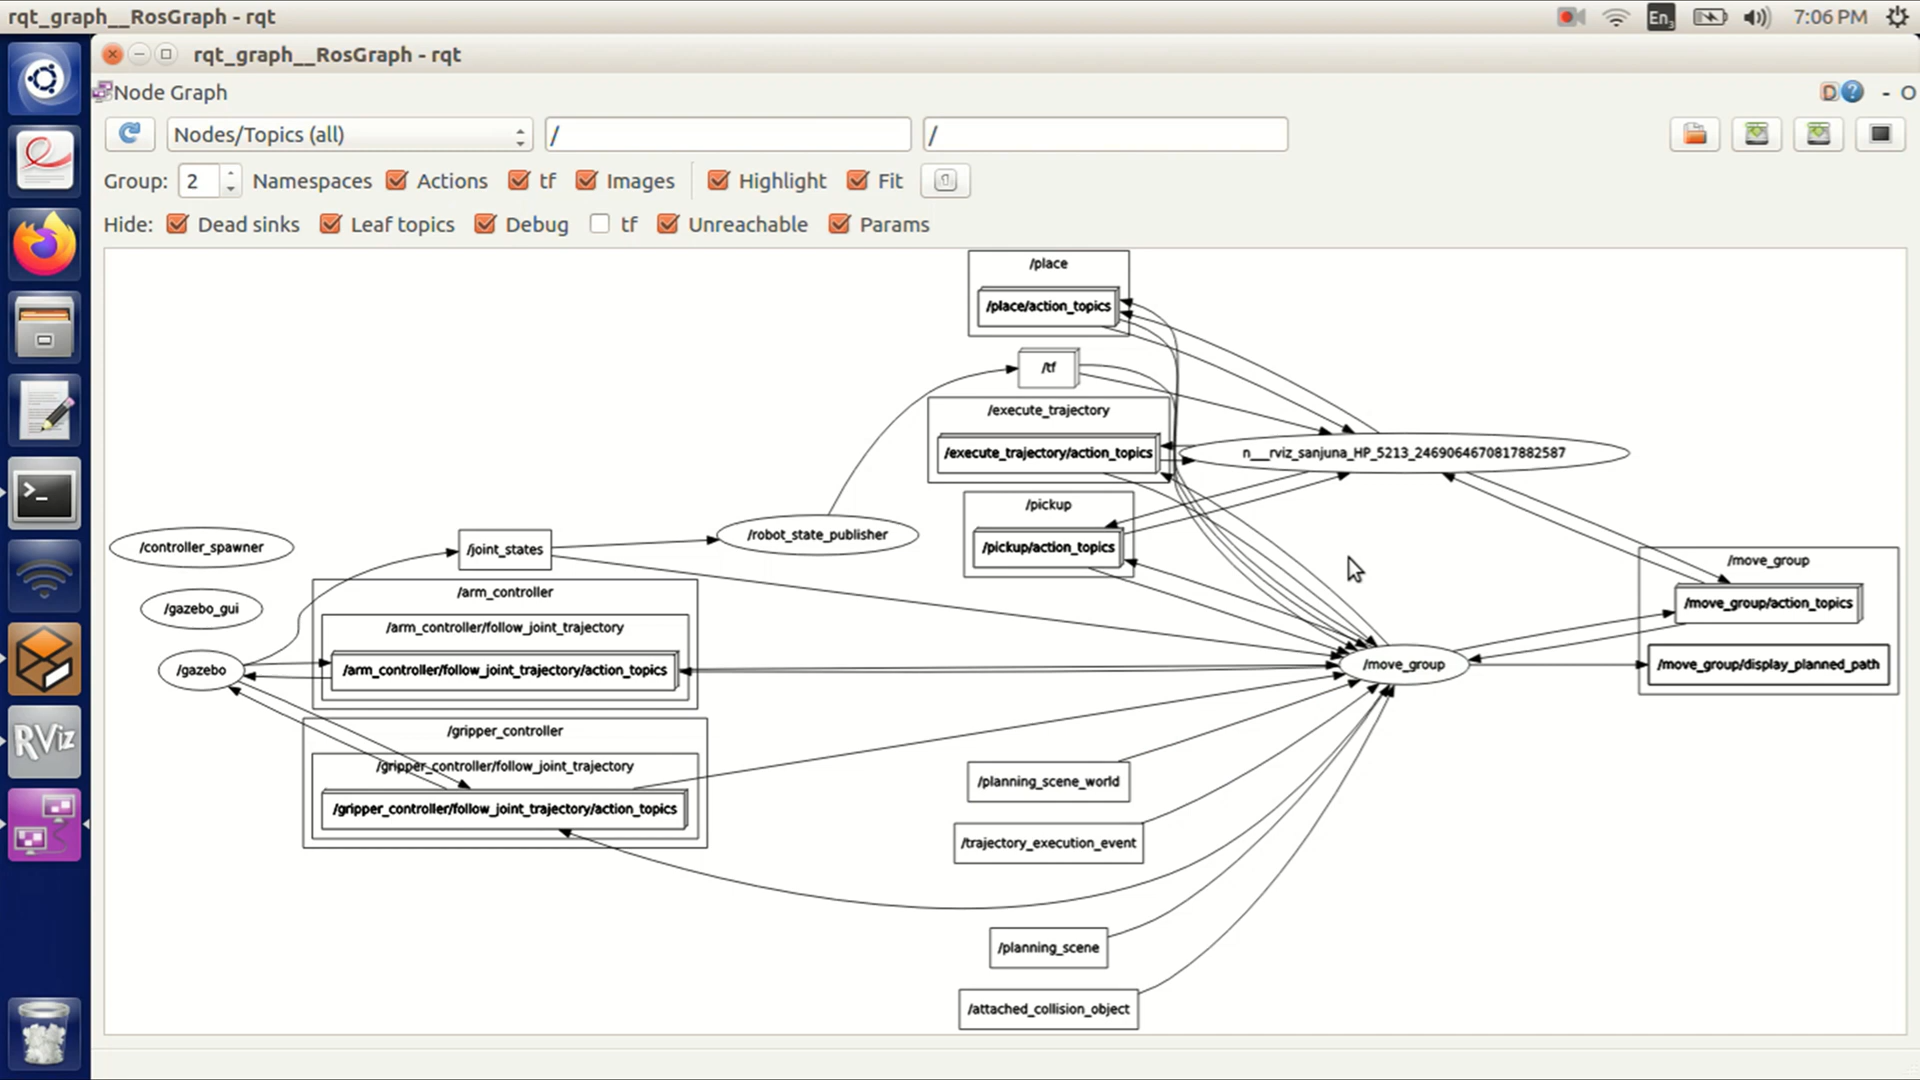 rqt_graph__RosGraph - rqt
En3
7:06 PM
rqt_graph__RosGraph - rqt
Node Graph
D
?
- O
Nodes/Topics (all)
/
/
Group: 2 Namespaces Actions tf Images Highlight Fit
Hide: Dead sinks Leaf topics Debug tf Unreachable Params
/place
/place/action_topics
/tf
/execute_trajectory
/execute_trajectory/action_topics
n__rviz_sanjuna_HP_5213_2469064670817882587
/pickup
/pickup/action_topics
/controller_spawner
/joint_states
/robot_state_publisher
/gazebo_gui
/arm_controller
/arm_controller/follow_joint_trajectory
/gazebo
/arm_controller/follow_joint_trajectory/action_topics
/move_group
/move_group
/move_group/action_topics
/move_group/display_planned_path
/gripper_controller
/gripper_controller/follow_joint_trajectory
/gripper_controller/follow_joint_trajectory/action_topics
/planning_scene_world
/trajectory_execution_event
/planning_scene
/attached_collision_object
RViz
>_